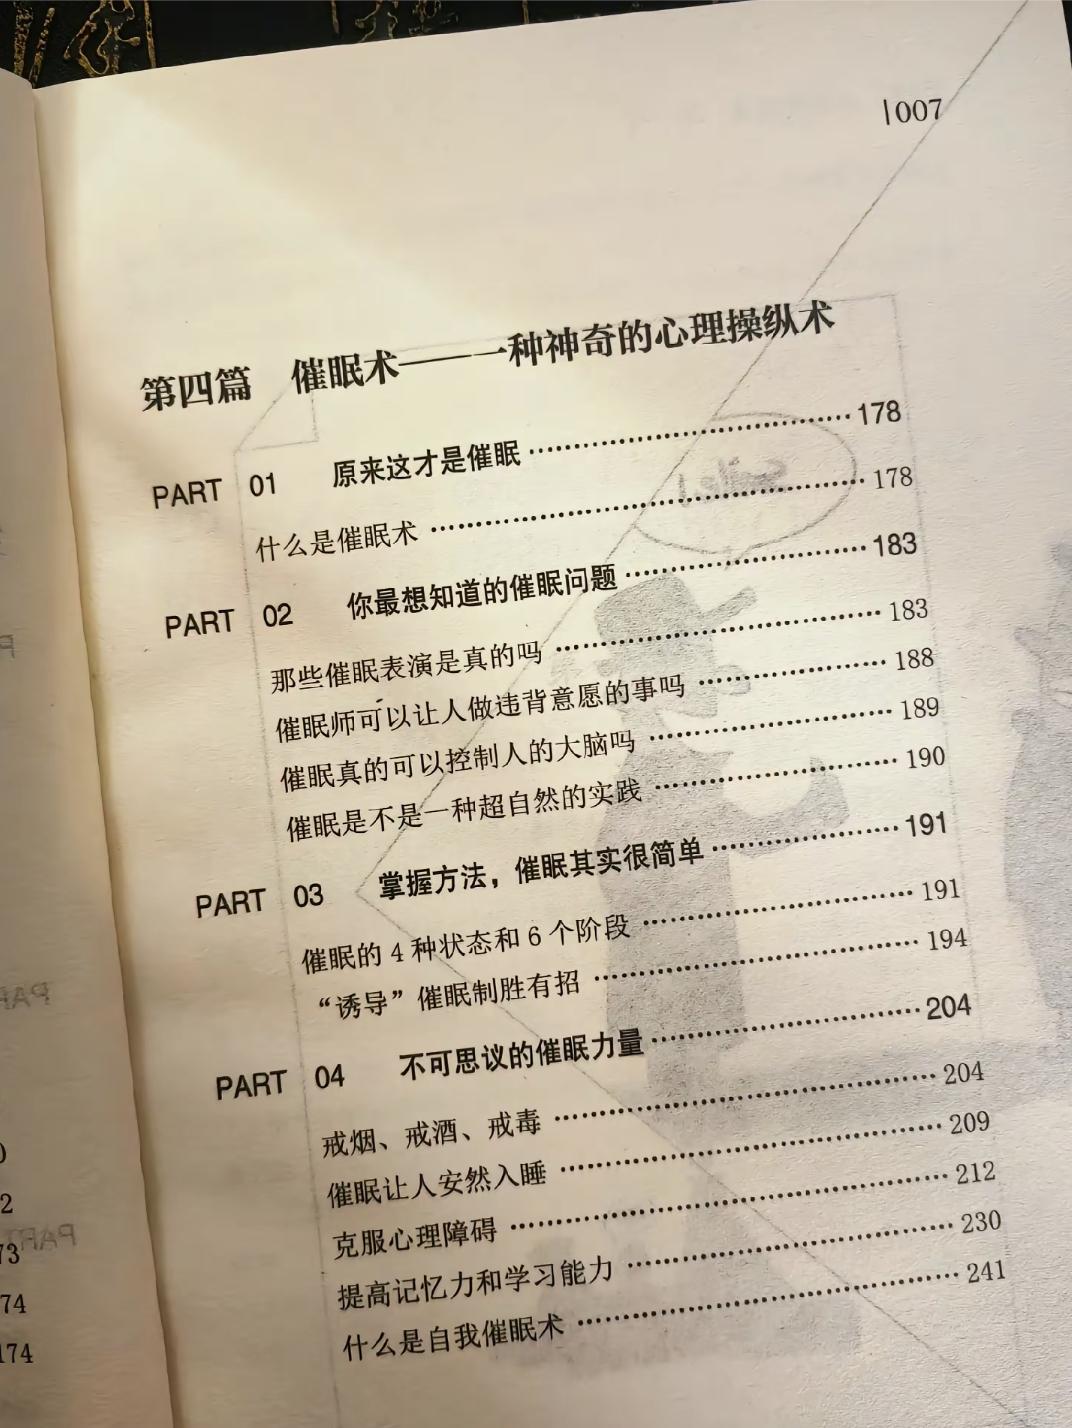 007
第四篇 催眠术——一种神奇的心理操纵术
PART 01 原来这才是催眠 178
什么是催眠术 178
PART 02 你最想知道的催眠问题 183
那些催眠表演是真的吗 183
催眠师可以让人做违背意愿的事吗 188
催眠真的可以控制人的大脑吗 189
催眠是不是一种超自然的实践 190
PART 03 掌握方法，催眠其实很简单 191
催眠的4种状态和6个阶段 191
“诱导”催眠制胜有招 194
PART 04 不可思议的催眠力量 204
戒烟、戒酒、戒毒 204
催眠让人安然入睡 209
克服心理障碍 212
提高记忆力和学习能力 230
什么是自我催眠术 241
74
174